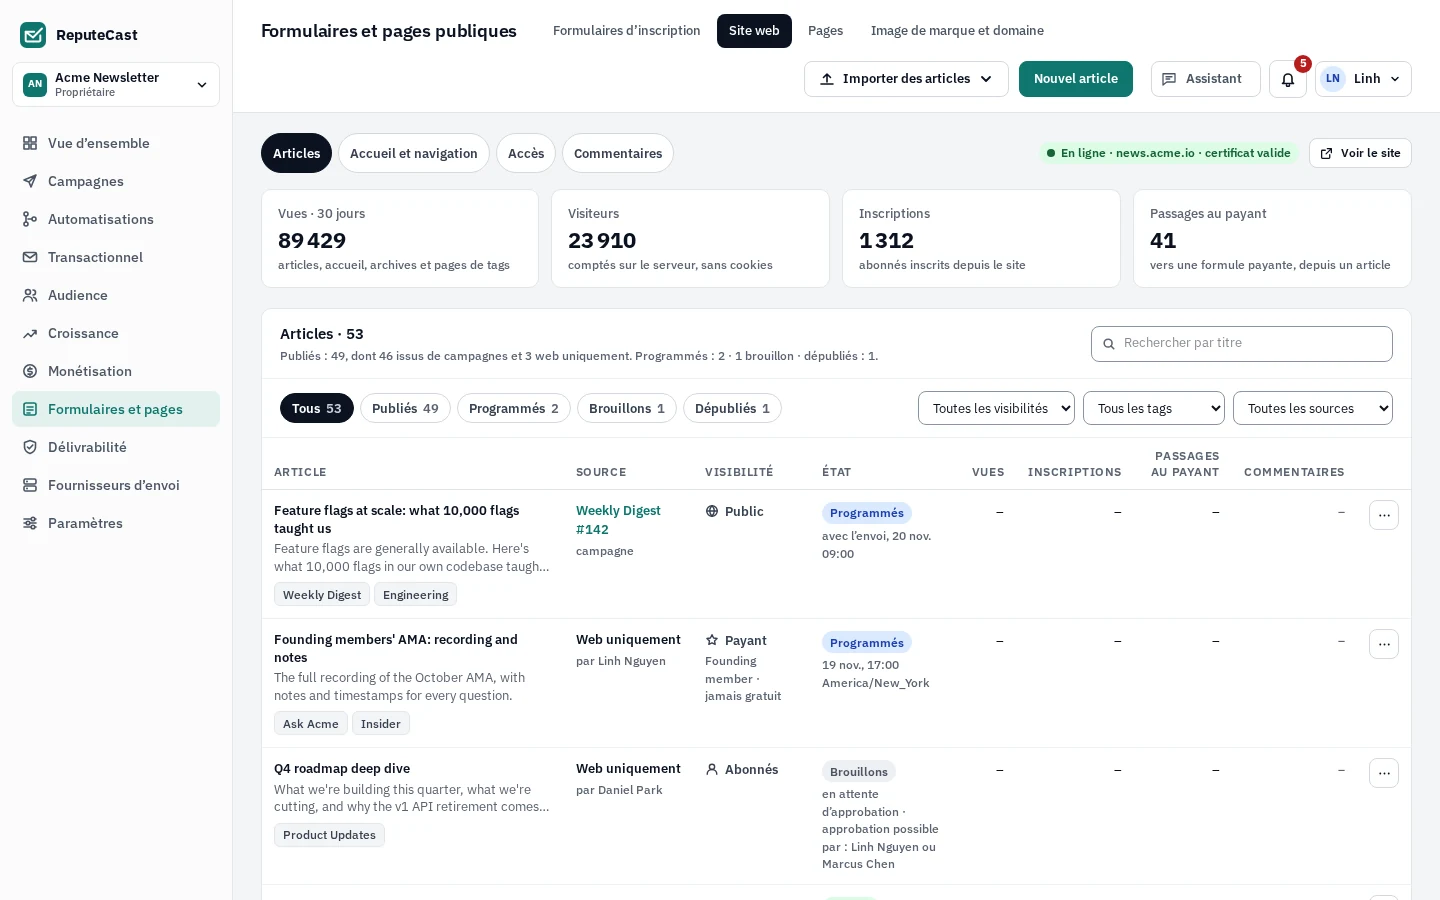 ReputeCast
AN
Acme Newsletter
Propriétaire
Vue d’ensemble
Campagnes
Automatisations
Transactionnel
Audience
Croissance
Monétisation
Formulaires et pages
Délivrabilité
Fournisseurs d’envoi
Paramètres
Formulaires et pages publiques
Formulaires d’inscription
Site web
Pages
Image de marque et domaine
Importer des articles
Nouvel article
Assistant
5
LN
Linh
Articles
Accueil et navigation
Accès
Commentaires
En ligne · news.acme.io · certificat valide
Voir le site
Vues · 30 jours
89 429
articles, accueil, archives et pages de tags
Visiteurs
23 910
comptés sur le serveur, sans cookies
Inscriptions
1 312
abonnés inscrits depuis le site
Passages au payant
41
vers une formule payante, depuis un article
Articles · 53
Publiés : 49, dont 46 issus de campagnes et 3 web uniquement. Programmés : 2 · 1 brouillon · dépubliés : 1.
Rechercher par titre
Tous 53
Publiés 49
Programmés 2
Brouillons 1
Dépubliés 1
Toutes les visibilités
Tous les tags
Toutes les sources
ARTICLE
SOURCE
VISIBILITÉ
ÉTAT
VUES
INSCRIPTIONS
PASSAGES
AU PAYANT
COMMENTAIRES
Feature flags at scale: what 10,000 flags
taught us
Feature flags are generally available. Here's
what 10,000 flags in our own codebase taugh…
Weekly Digest
Engineering
Weekly Digest
#142
campagne
Public
Programmés
avec l’envoi, 20 nov.
09:00
–
–
–
–
Founding members' AMA: recording and
notes
The full recording of the October AMA, with
notes and timestamps for every question.
Ask Acme
Insider
Web uniquement
par Linh Nguyen
Payant
Founding
member ·
jamais gratuit
Programmés
19 nov., 17:00
America/New_York
–
–
–
–
Q4 roadmap deep dive
What we're building this quarter, what we're
cutting, and why the v1 API retirement comes…
Product Updates
Web uniquement
par Daniel Park
Abonnés
Brouillons
en attente
d’approbation ·
approbation possible
par : Linh Nguyen ou
Marcus Chen
–
–
–
–